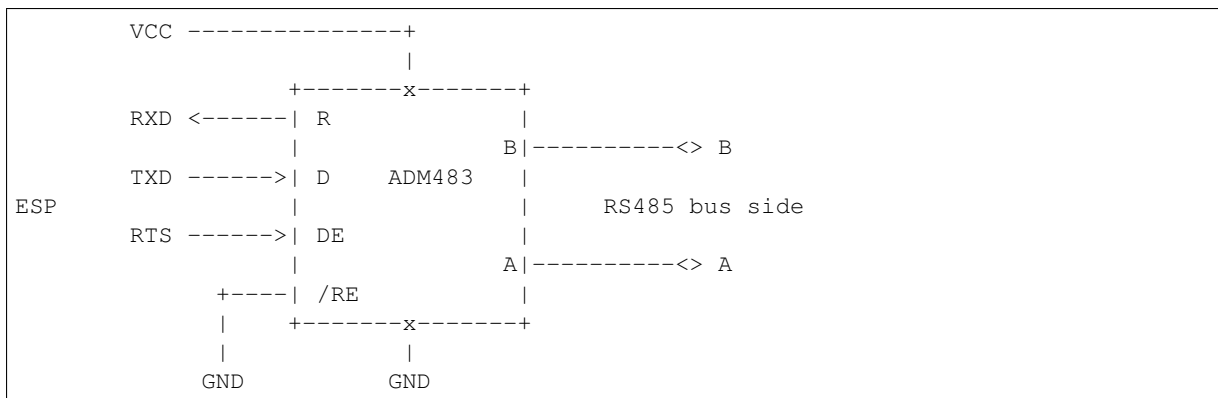 VCC ---------------+
                           |
                   +-------x-------+
        RXD <------| R             |
                   |              B|----------<> B
        TXD ------>| D    ADM483   |
ESP                |               |     RS485 bus side
        RTS ------>| DE            |
                   |              A|----------<> A
              +----| /RE           |
              |    +-------x-------+
              |            |
             GND          GND